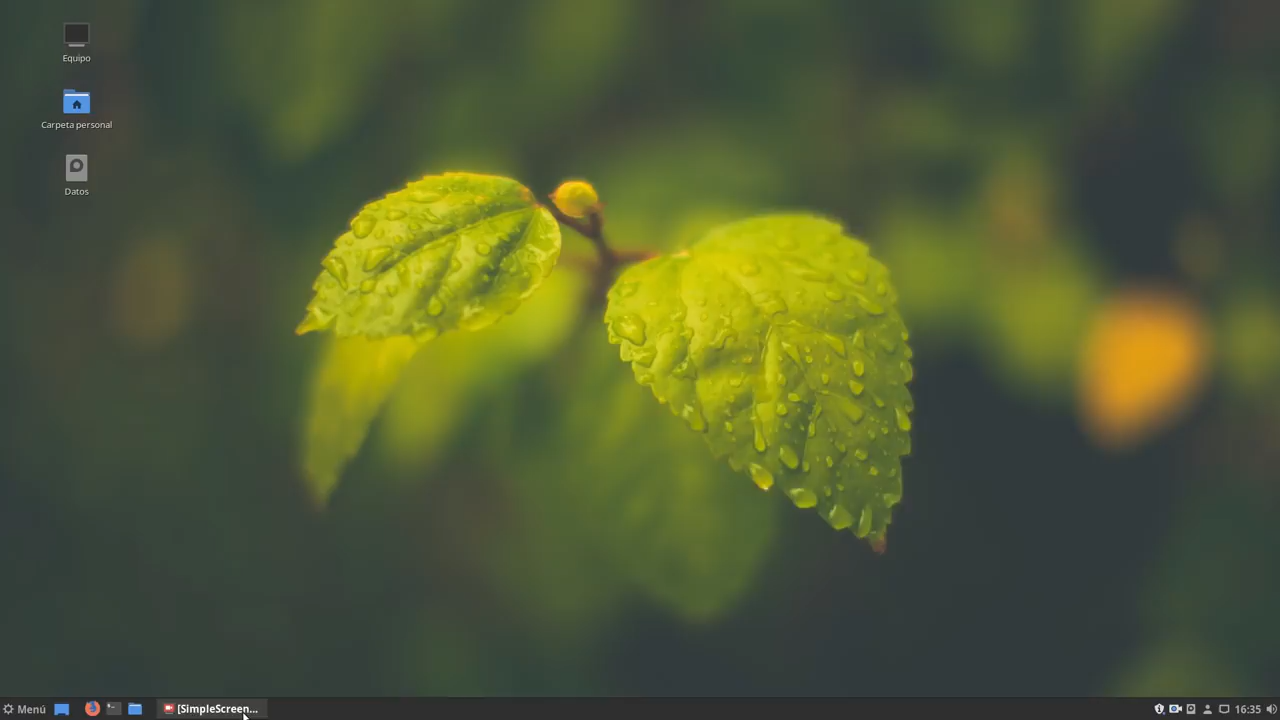 Equipo
Carpeta personal
Datos
Menú
[SimpleScreen...
16:35